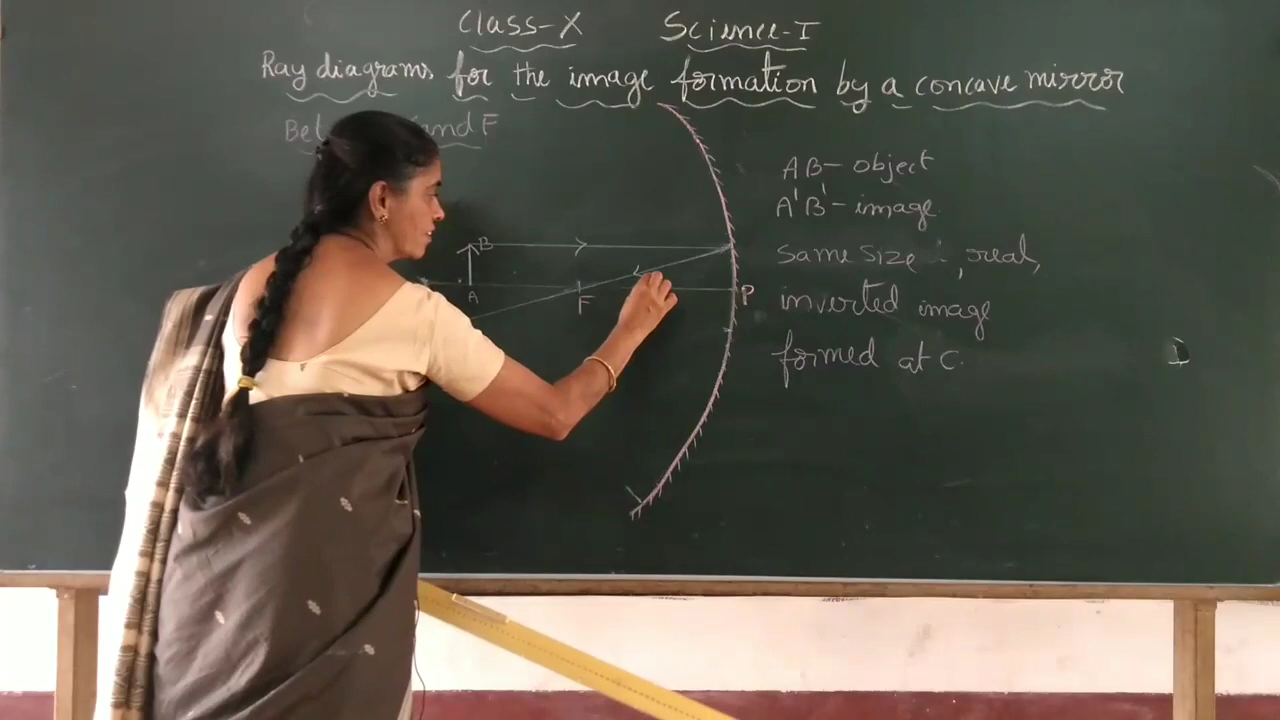 Class-X Science-I
Ray diagrams for the image formation by a concave mirror
and F
AB- object
A'B'- image
same size, real,
inverted image
formed at C.
B
A
F
P